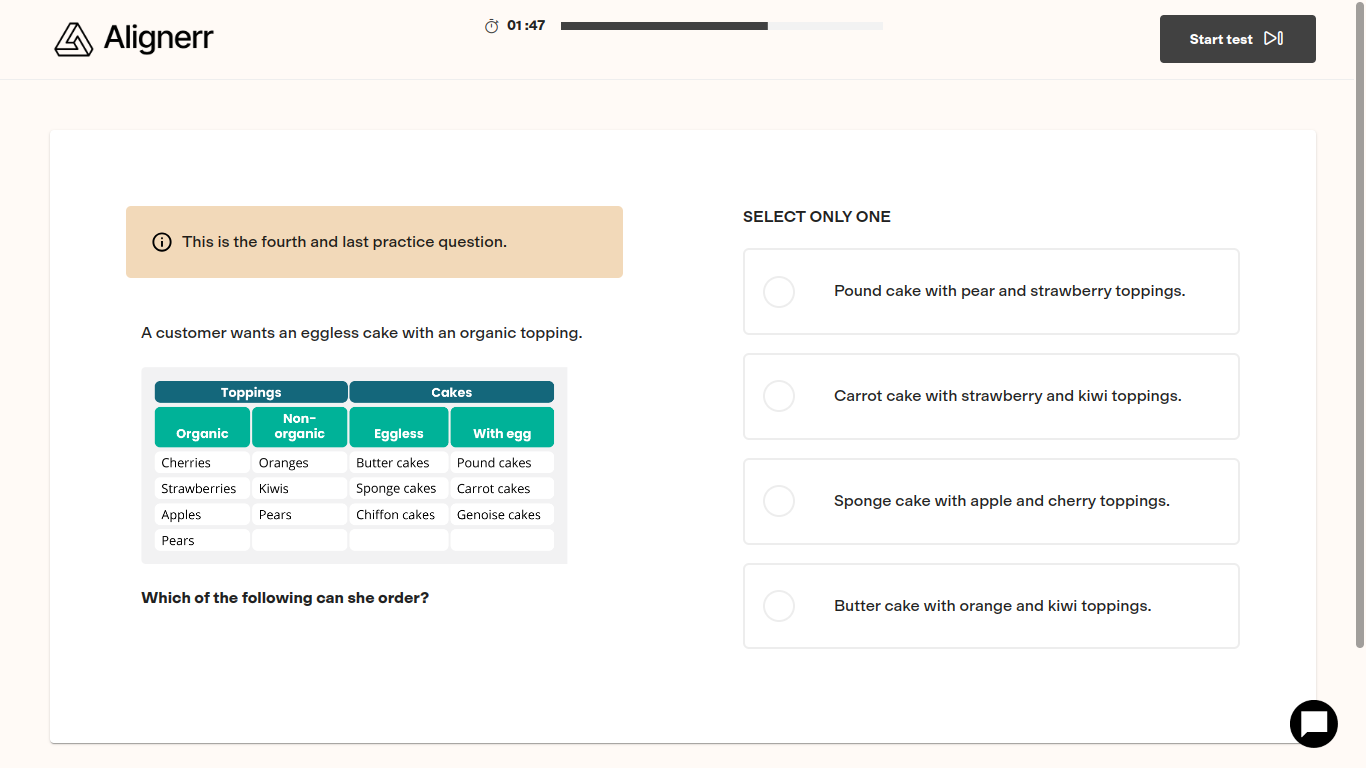 Alignerr
01:47
Start test
This is the fourth and last practice question.
A customer wants an eggless cake with an organic topping.
Toppings Cakes
Organic Non-organic Eggless With egg
Cherries Oranges Butter cakes Pound cakes
Strawberries Kiwis Sponge cakes Carrot cakes
Apples Pears Chiffon cakes Genoise cakes
Pears
Which of the following can she order?
SELECT ONLY ONE
Pound cake with pear and strawberry toppings.
Carrot cake with strawberry and kiwi toppings.
Sponge cake with apple and cherry toppings.
Butter cake with orange and kiwi toppings.